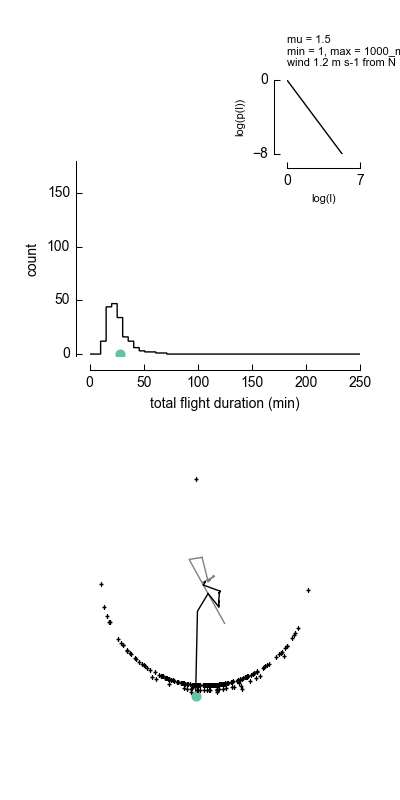 mu = 1.5
min = 1, max = 1000_m
wind 1.2 m s-1 from N
0
log(p(l))
−8
0 7
log(l)
150
100
count
50
0
0 50 100 150 200 250
total flight duration (min)